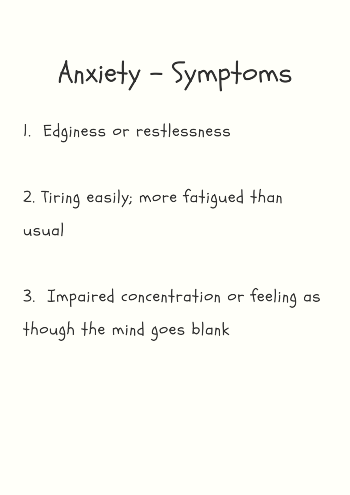 Anxiety - Symptoms
1. Edginess or restlessness
2. Tiring easily; more fatigued than
usual
3. Impaired concentration or feeling as
though the mind goes blank